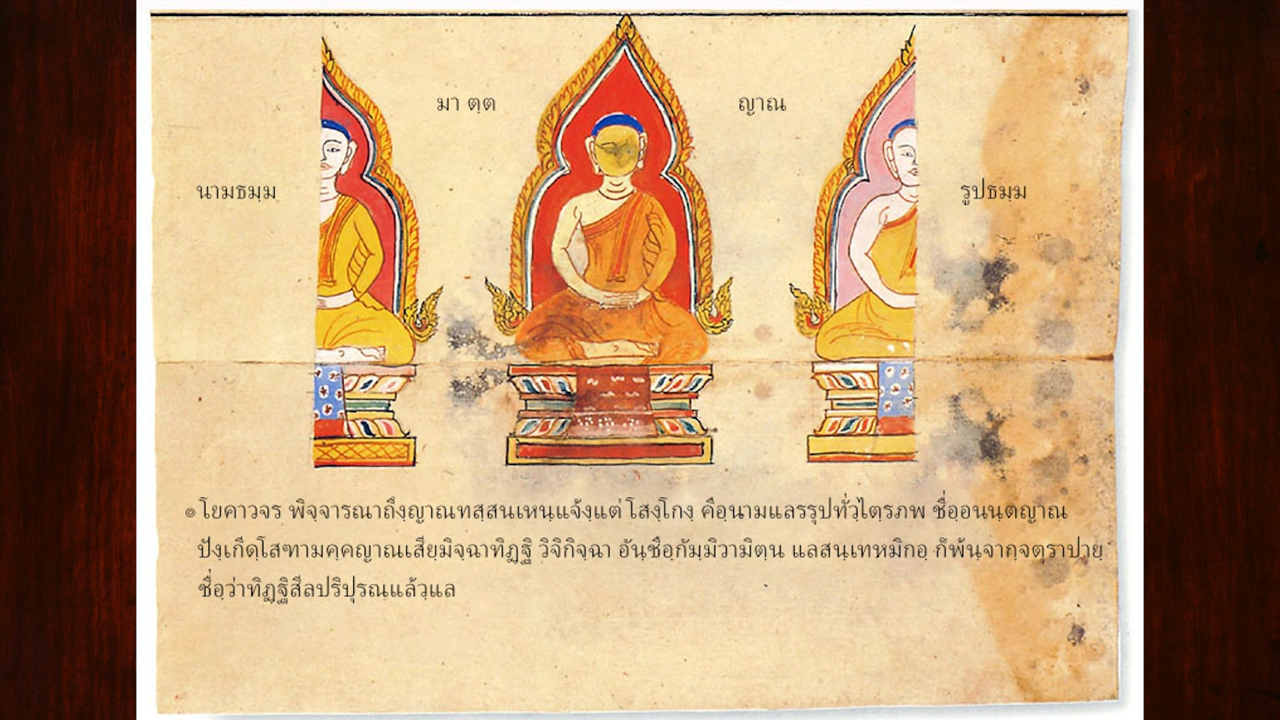 มา ตฺต ญาณ
นามธมฺม รูปธมฺม
๏ โยคาวจร พิจฺจารณาถึงฺญาณทสฺสนเหนฺแจ้งฺแต่ โสงฺโกงฺ คือฺนามแลรรุปทั่วฺไตฺรภพ ชื่อฺอนนฺตญาณ
ปังฺเกิดฺโสฑามคฺคญาณเสียฺมิจฺฉาทิฏฺฐิ วิจิกิจฺฉา อันฺชื่อฺกัมฺมิวามิตฺน แลสนฺเทหมิกอฺ ก็พ้นฺจากฺจตุราปายฺ
ชื่อฺว่าทิฏฺฐิสีลปริปุรณแล้วฺแล